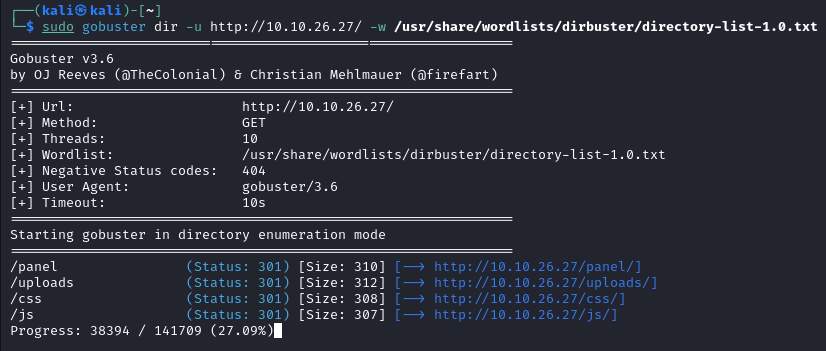 ┌──(kali㉿kali)-[~]
└─$ sudo gobuster dir -u http://10.10.26.27/ -w /usr/share/wordlists/dirbuster/directory-list-1.0.txt
===============================================================
Gobuster v3.6
by OJ Reeves (@TheColonial) & Christian Mehlmauer (@firefart)
===============================================================
[+] Url:                     http://10.10.26.27/
[+] Method:                  GET
[+] Threads:                 10
[+] Wordlist:                /usr/share/wordlists/dirbuster/directory-list-1.0.txt
[+] Negative Status codes:   404
[+] User Agent:              gobuster/3.6
[+] Timeout:                 10s
===============================================================
Starting gobuster in directory enumeration mode
===============================================================
/panel                (Status: 301) [Size: 310] [--> http://10.10.26.27/panel/]
/uploads              (Status: 301) [Size: 312] [--> http://10.10.26.27/uploads/]
/css                  (Status: 301) [Size: 308] [--> http://10.10.26.27/css/]
/js                   (Status: 301) [Size: 307] [--> http://10.10.26.27/js/]
Progress: 38394 / 141709 (27.09%)